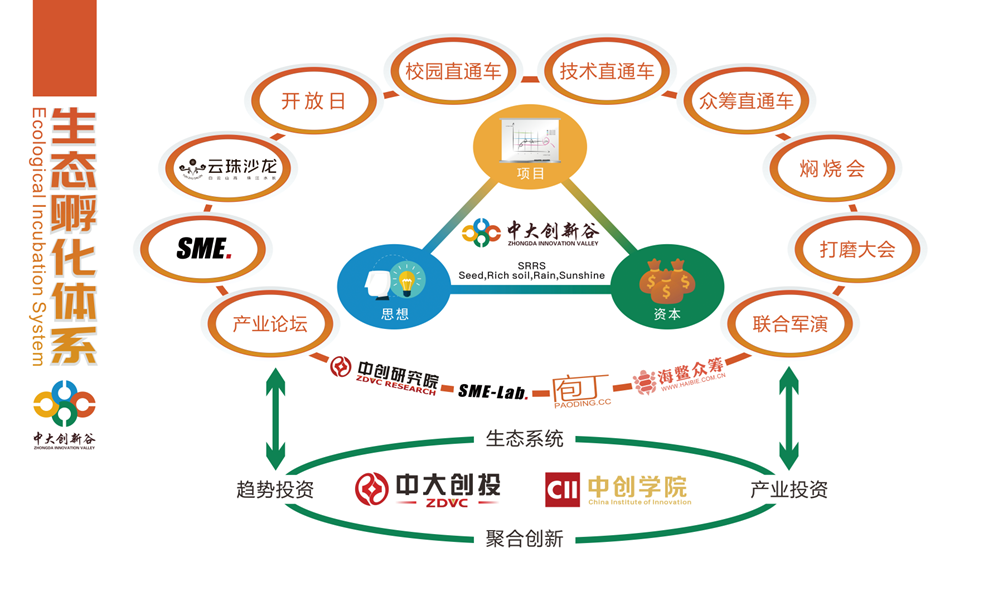 生态孵化体系
Ecological Incubation System
中大创新谷
ZHONGDA INNOVATION VALLEY
校园直通车
技术直通车
开放日
众筹直通车
云珠沙龙
焖烧会
SME.
打磨大会
产业论坛
联合军演
项目
中大创新谷
ZHONGDA INNOVATION VALLEY
SRRS
Seed,Rich soil,Rain,Sunshine
思想
资本
中创研究院
ZDVC RESEARCH
SME-Lab.
庖丁
PAODING.CC
海鳖众筹
WWW.HAIBIE.COM.CN
生态系统
趋势投资
中大创投
ZDVC
CII
中创学院
China Institute of Innovation
产业投资
聚合创新